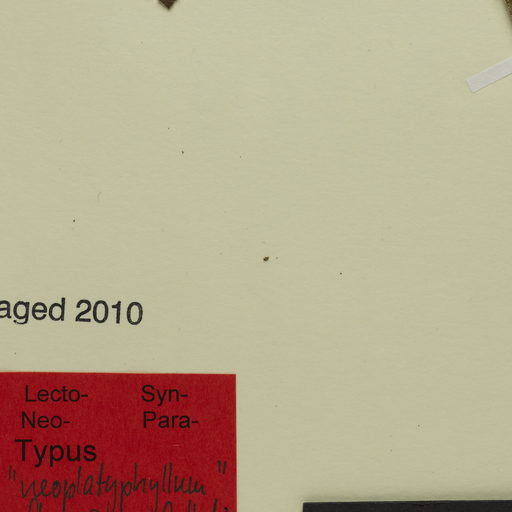 aged 2010
Lecto- Syn-
Neo- Para-
Typus
"neoplatyphyllum"